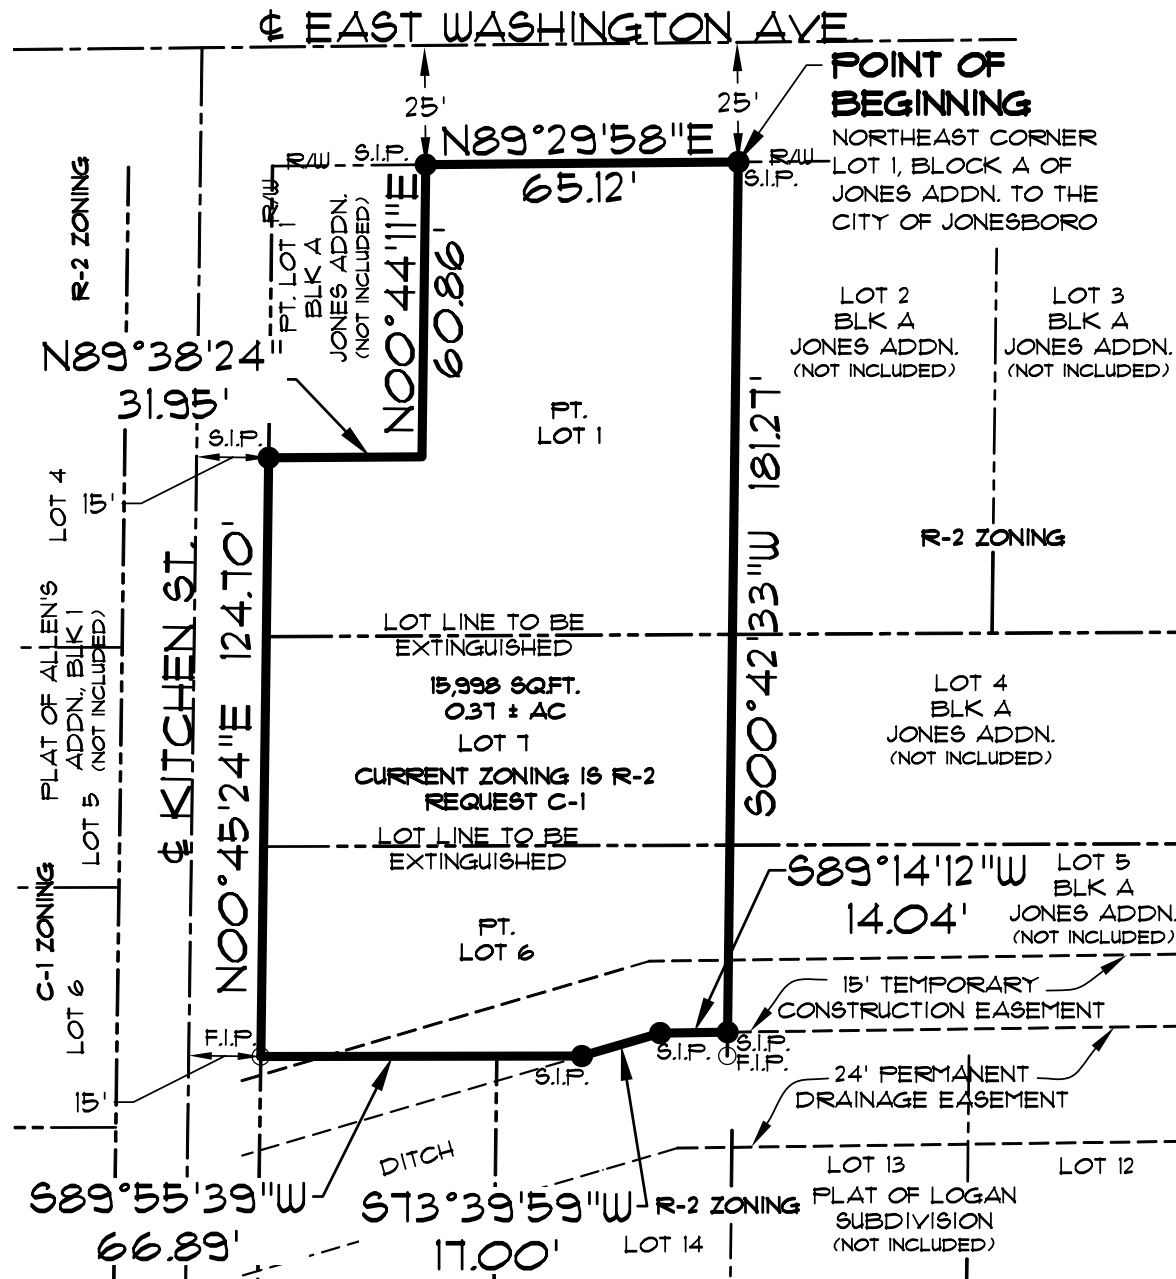 ℄ EAST WASHINGTON AVE.
POINT OF
BEGINNING
NORTHEAST CORNER
LOT 1, BLOCK A OF
JONES ADDN. TO THE
CITY OF JONESBORO
25'
25'
N89°29'58"E
65.12'
R/W
S.I.P.
R/W
S.I.P.
R/W
R-2 ZONING
PT. LOT 1
BLK A
JONES ADDN.
(NOT INCLUDED)
N00°44'11"E
60.86'
LOT 2
BLK A
JONES ADDN.
(NOT INCLUDED)
LOT 3
BLK A
JONES ADDN.
(NOT INCLUDED)
N89°38'24"
31.95'
S.I.P.
15'
PT.
LOT 1
S00°42'33"W 181.27'
R-2 ZONING
LOT 4
PLAT OF ALLEN'S
ADDN., BLK 1
(NOT INCLUDED)
LOT 5
℄ KITCHEN ST.
N00°45'24"E 124.70'
LOT LINE TO BE
EXTINGUISHED
15,998 SQ.FT.
0.37 ± AC
LOT 7
CURRENT ZONING IS R-2
REQUEST C-1
LOT LINE TO BE
EXTINGUISHED
LOT 4
BLK A
JONES ADDN.
(NOT INCLUDED)
S89°14'12"W
14.04'
LOT 5
BLK A
JONES ADDN.
(NOT INCLUDED)
C-1 ZONING
LOT 6
PT.
LOT 6
15' TEMPORARY
CONSTRUCTION EASEMENT
F.I.P.
S.I.P.
S.I.P.
S.I.P.
F.I.P.
15'
24' PERMANENT
DRAINAGE EASEMENT
DITCH
S89°55'39"W
66.89'
S73°39'59"W
17.00'
R-2 ZONING
LOT 14
LOT 13
LOT 12
PLAT OF LOGAN
SUBDIVISION
(NOT INCLUDED)